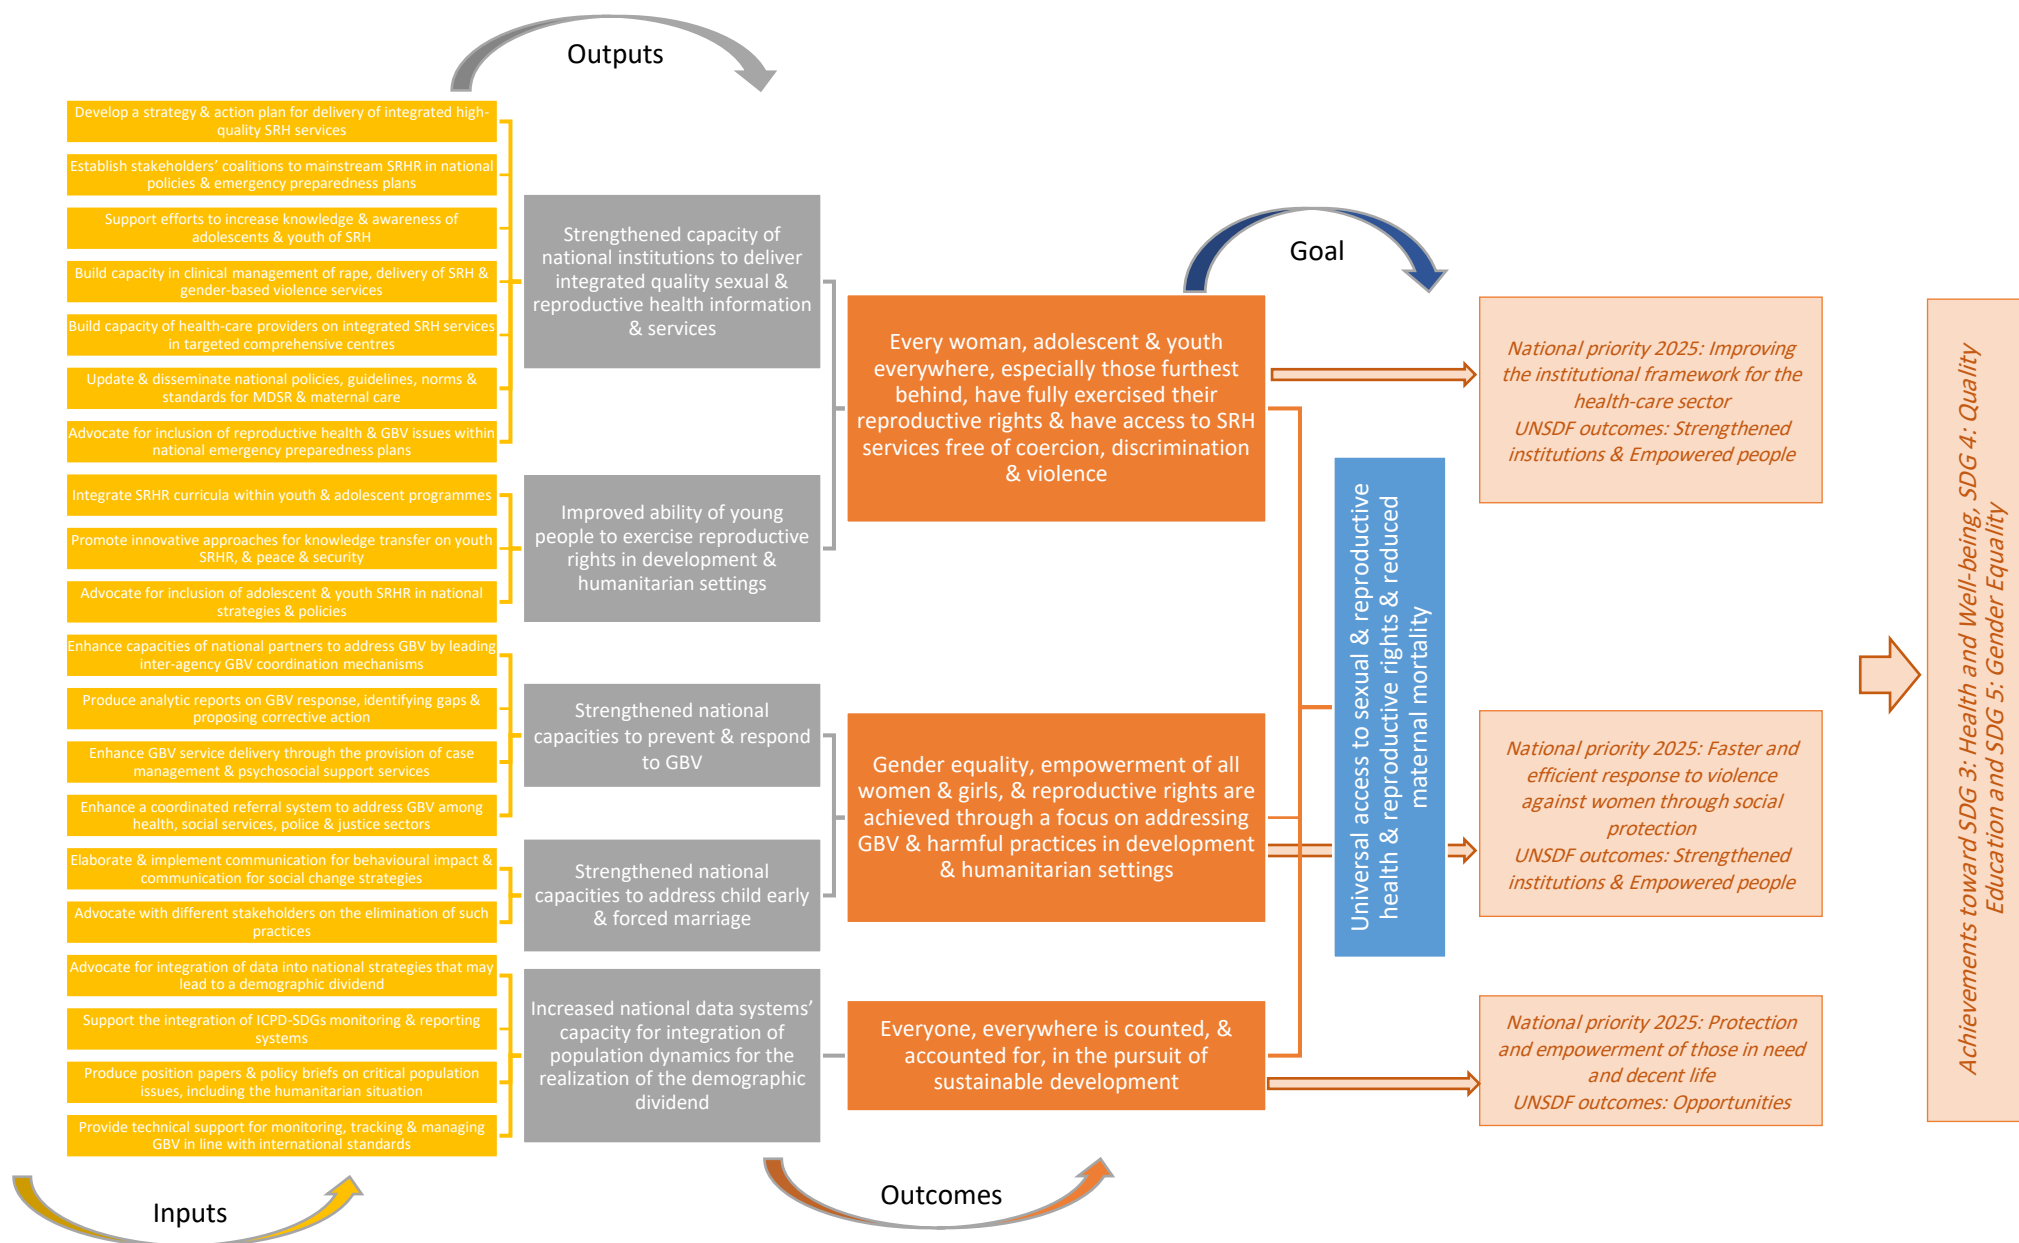 Outputs
Develop a strategy & action plan for delivery of integrated high-
quality SRH services
Establish stakeholders’ coalitions to mainstream SRHR in national
policies & emergency preparedness plans
Support efforts to increase knowledge & awareness of
adolescents & youth of SRH
Build capacity in clinical management of rape, delivery of SRH &
gender-based violence services
Build capacity of health-care providers on integrated SRH services
in targeted comprehensive centres
Update & disseminate national policies, guidelines, norms &
standards for MDSR & maternal care
Advocate for inclusion of reproductive health & GBV issues within
national emergency preparedness plans
Integrate SRHR curricula within youth & adolescent programmes
Promote innovative approaches for knowledge transfer on youth
SRHR, & peace & security
Advocate for inclusion of adolescent & youth SRHR in national
strategies & policies
Enhance capacities of national partners to address GBV by leading
inter-agency GBV coordination mechanisms
Produce analytic reports on GBV response, identifying gaps &
proposing corrective action
Enhance GBV service delivery through the provision of case
management & psychosocial support services
Enhance a coordinated referral system to address GBV among
health, social services, police & justice sectors
Elaborate & implement communication for behavioural impact &
communication for social change strategies
Advocate with different stakeholders on the elimination of such
practices
Advocate for integration of data into national strategies that may
lead to a demographic dividend
Support the integration of ICPD-SDGs monitoring & reporting
systems
Produce position papers & policy briefs on critical population
issues, including the humanitarian situation
Provide technical support for monitoring, tracking & managing
GBV in line with international standards
Inputs
Strengthened capacity of
national institutions to deliver
integrated quality sexual &
reproductive health information
& services
Improved ability of young
people to exercise reproductive
rights in development &
humanitarian settings
Strengthened national
capacities to prevent & respond
to GBV
Strengthened national
capacities to address child early
& forced marriage
Increased national data systems’
capacity for integration of
population dynamics for the
realization of the demographic
dividend
Every woman, adolescent & youth
everywhere, especially those furthest
behind, have fully exercised their
reproductive rights & have access to SRH
services free of coercion, discrimination
& violence
Gender equality, empowerment of all
women & girls, & reproductive rights are
achieved through a focus on addressing
GBV & harmful practices in development
& humanitarian settings
Everyone, everywhere is counted, &
accounted for, in the pursuit of
sustainable development
Outcomes
Goal
Universal access to sexual & reproductive
health & reproductive rights & reduced
maternal mortality
National priority 2025: Improving
the institutional framework for the
health-care sector
UNSDF outcomes: Strengthened
institutions & Empowered people
National priority 2025: Faster and
efficient response to violence
against women through social
protection
UNSDF outcomes: Strengthened
institutions & Empowered people
National priority 2025: Protection
and empowerment of those in need
and decent life
UNSDF outcomes: Opportunities
Achievements toward SDG 3: Health and Well-being, SDG 4: Quality
Education and SDG 5: Gender Equality